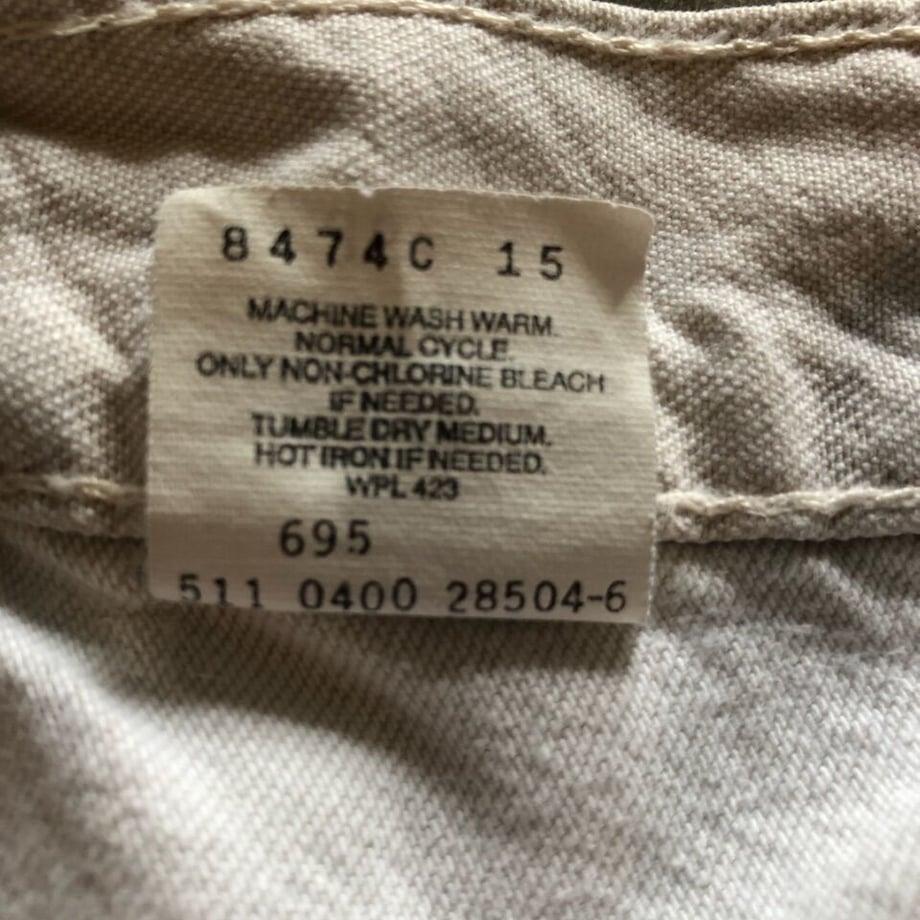 8474C 15
MACHINE WASH WARM.
NORMAL CYCLE.
ONLY NON-CHLORINE BLEACH
IF NEEDED.
TUMBLE DRY MEDIUM.
HOT IRON IF NEEDED.
WPL 423
695
511 0400 28504-6